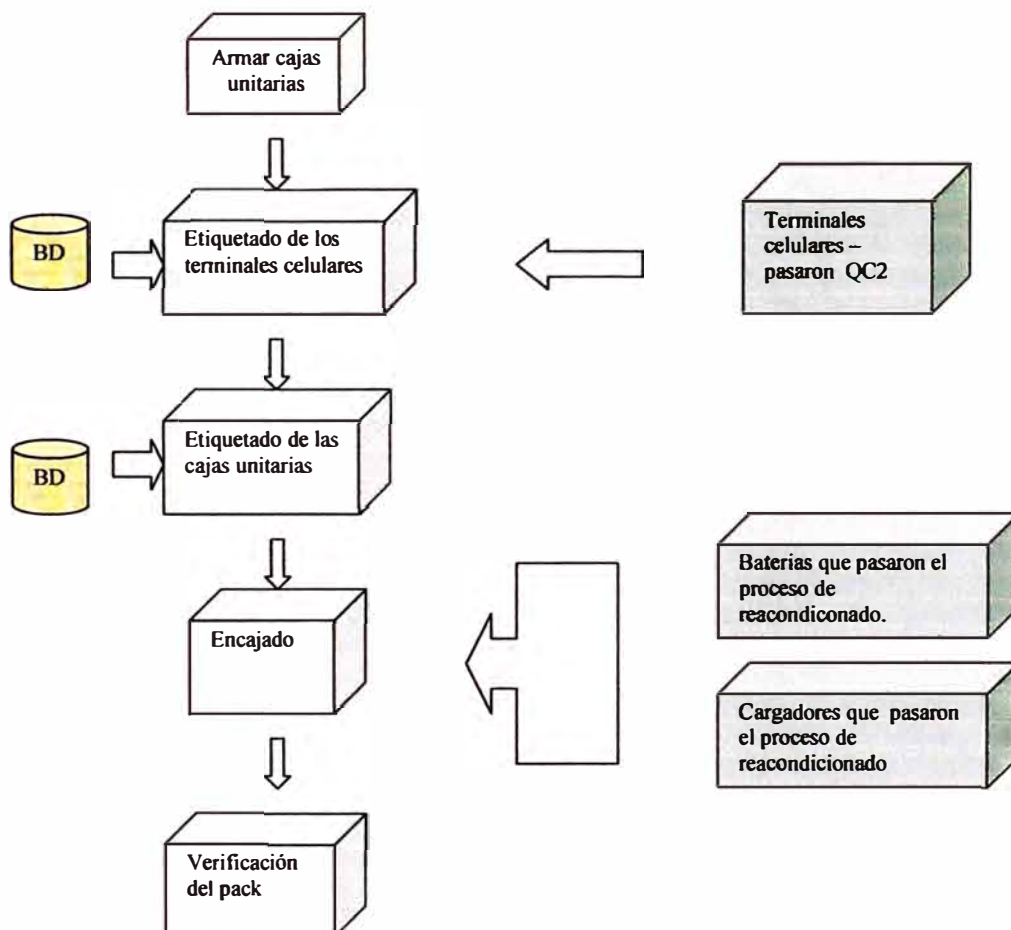 Armar cajas
unitarias
BD
Etiquetado de los
terminales celulares
Terminales
celulares –
pasaron QC2
BD
Etiquetado de las
cajas unitarias
Baterias que pasaron el
proceso de
reacondiconado.
Encajado
Cargadores que pasaron
el proceso de
reacondicionado
Verificación
del pack